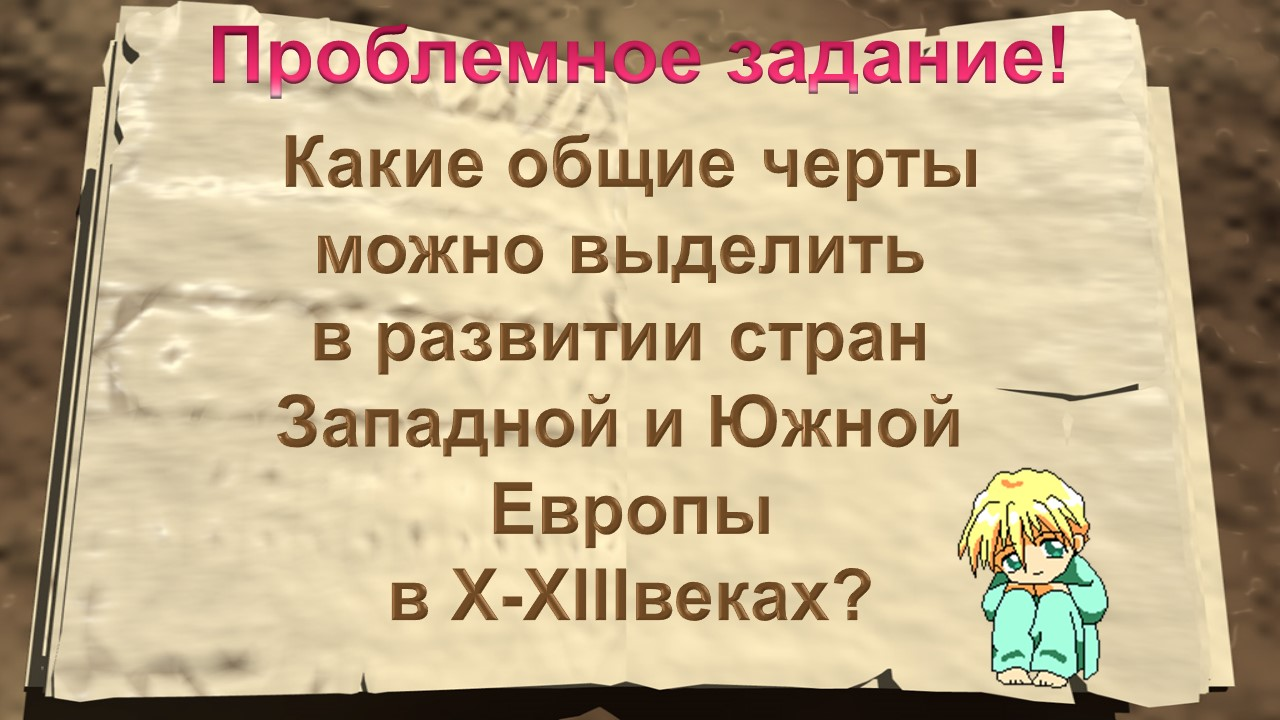 Проблемное задание!
Какие общие черты
можно выделить
в развитии стран
Западной и Южной
Европы
в X-XIIIвеках?